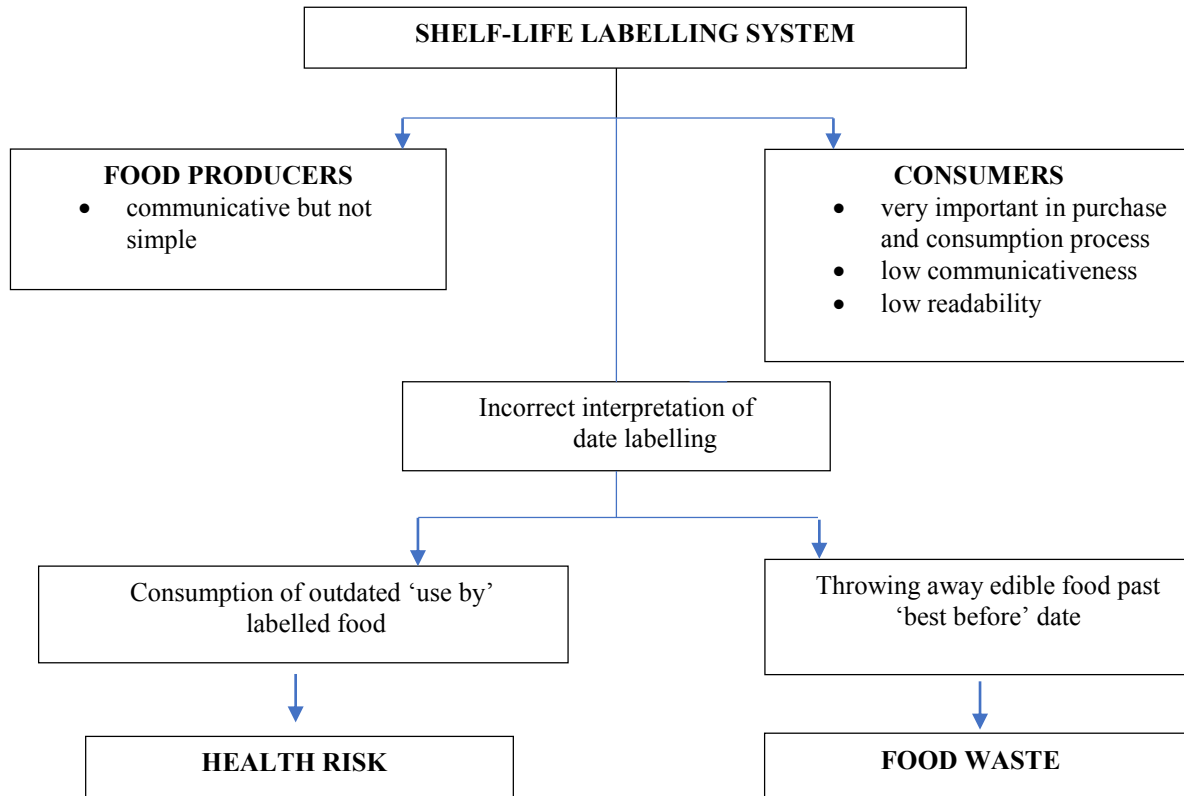 SHELF-LIFE LABELLING SYSTEM
FOOD PRODUCERS
• communicative but not
simple
CONSUMERS
• very important in purchase
and consumption process
• low communicativeness
• low readability
Incorrect interpretation of
date labelling
Consumption of outdated ‘use by’
labelled food
Throwing away edible food past
‘best before’ date
HEALTH RISK
FOOD WASTE